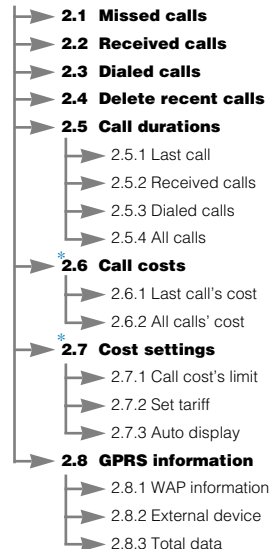 2.1 Missed calls
2.2 Received calls
2.3 Dialed calls
2.4 Delete recent calls
2.5 Call durations
2.5.1 Last call
2.5.2 Received calls
2.5.3 Dialed calls
2.5.4 All calls
*2.6 Call costs
2.6.1 Last call's cost
2.6.2 All calls' cost
*2.7 Cost settings
2.7.1 Call cost's limit
2.7.2 Set tariff
2.7.3 Auto display
2.8 GPRS information
2.8.1 WAP information
2.8.2 External device
2.8.3 Total data